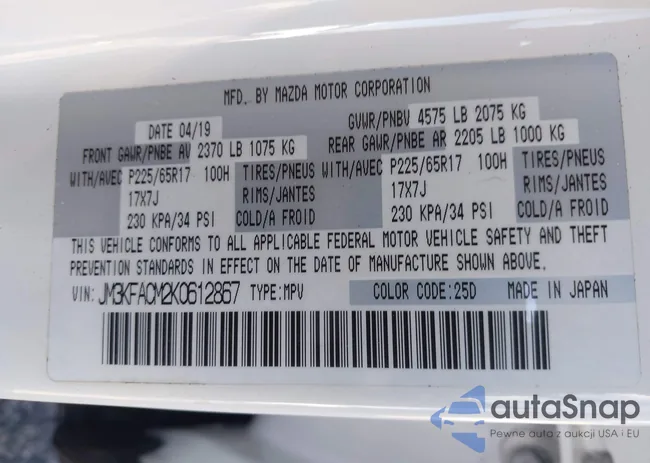 MFD. BY MAZDA MOTOR CORPORATION
DATE 04/19 GVWR/PNBV 4575 LB 2075 KG
FRONT GAWR/PNBE AV 2370 LB 1075 KG REAR GAWR/PNBE AR 2205 LB 1000 KG
WITH/AVEC P225/65R17 100H TIRES/PNEUS WITH/AVEC P225/65R17 100H TIRES/PNEUS
17X7J RIMS/JANTES 17X7J RIMS/JANTES
230 KPA/34 PSI COLD/A FROID 230 KPA/34 PSI COLD/A FROID
THIS VEHICLE CONFORMS TO ALL APPLICABLE FEDERAL MOTOR VEHICLE SAFETY AND THEFT
PREVENTION STANDARDS IN EFFECT ON THE DATE OF MANUFACTURE SHOWN ABOVE.
VIN: JM3KFACM2K0612867 TYPE:MPV COLOR CODE:25D MADE IN JAPAN
autaSnap
Pewne auta z aukcji USA i EU